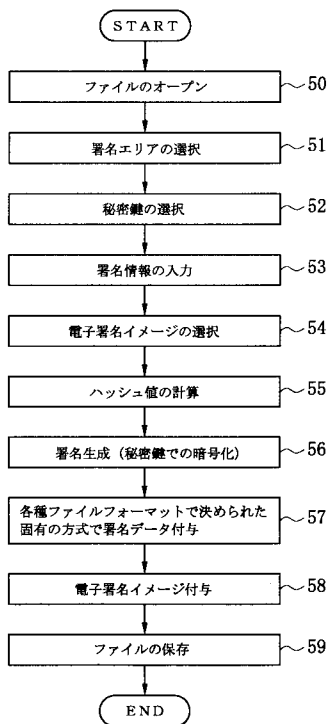 START
ファイルのオープン
50
署名エリアの選択
51
秘密鍵の選択
52
署名情報の入力
53
電子署名イメージの選択
54
ハッシュ値の計算
55
署名生成（秘密鍵での暗号化）
56
各種ファイルフォーマットで決められた
固有の方式で署名データ付与
57
電子署名イメージ付与
58
ファイルの保存
59
END